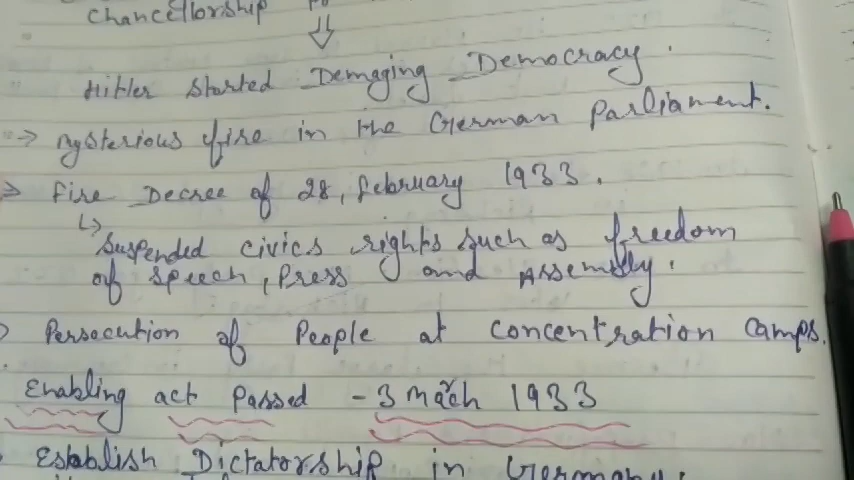 Chancellorship
⇓
Hitler started Demaging Democracy.
⇒ Mysterious fire in the German Parliament.
⇒ Fire Decree of 28, february 1933.
↳ Suspended civics rights such as freedom
of speech, Press and Assembly.
Persecution of People at concentration camps.
Enabling act Passed - 3 March 1933
Establish Dictatorship in Germany.